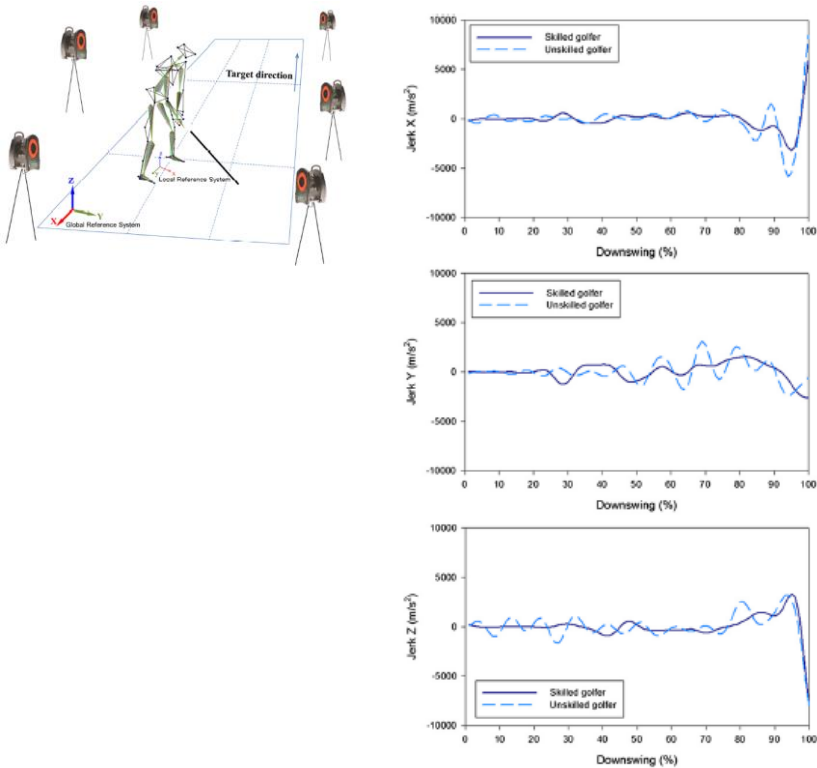 Target direction
Local Reference System
Z
X
Y
Global Reference System
10000
5000
0
-5000
-10000
Jerk X (m/s²)
Skilled golfer
Unskilled golfer
0 10 20 30 40 50 60 70 80 90 100
Downswing (%)
10000
5000
0
-5000
-10000
Jerk Y (m/s²)
Skilled golfer
Unskilled golfer
0 10 20 30 40 50 60 70 80 90 100
Downswing (%)
10000
5000
0
-5000
-10000
Jerk Z (m/s²)
Skilled golfer
Unskilled golfer
0 10 20 30 40 50 60 70 80 90 100
Downswing (%)